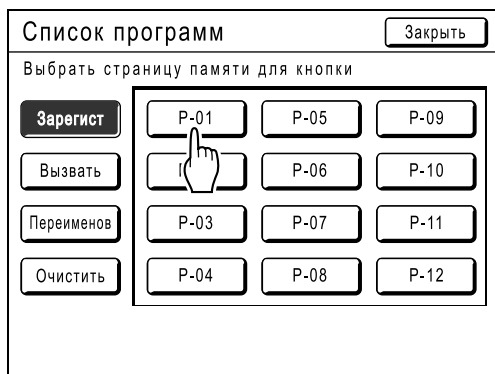 Список программ Закрыть
Выбрать страницу памяти для кнопки
Зарегист P-01 P-05 P-09
Вызвать P-06 P-10
Переименов P-03 P-07 P-11
Очистить P-04 P-08 P-12